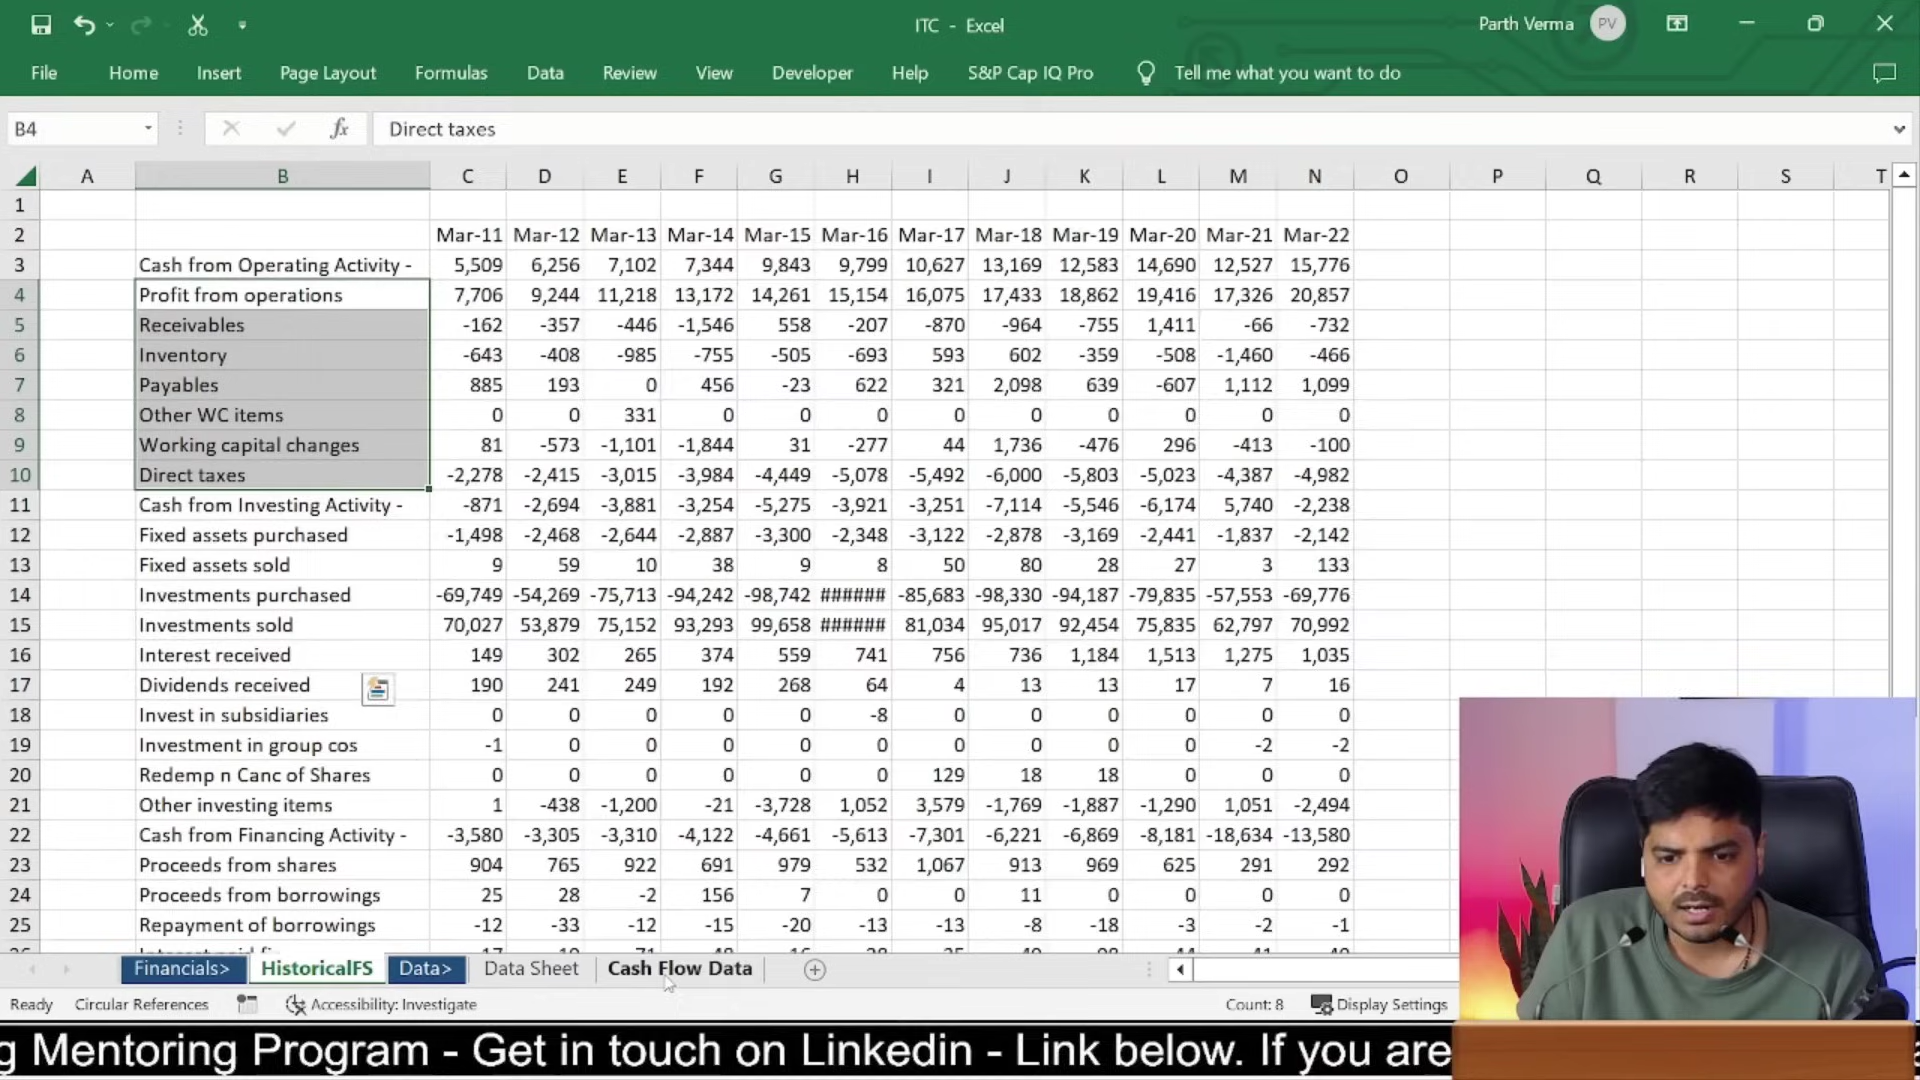 ITC - Excel
Parth Verma PV
File Home Insert Page Layout Formulas Data Review View Developer Help S&P Cap IQ Pro Tell me what you want to do
B4 fx Direct taxes
A B C D E F G H I J K L M N O P Q R S T
1
2 Mar-11 Mar-12 Mar-13 Mar-14 Mar-15 Mar-16 Mar-17 Mar-18 Mar-19 Mar-20 Mar-21 Mar-22
3 Cash from Operating Activity - 5,509 6,256 7,102 7,344 9,843 9,799 10,627 13,169 12,583 14,690 12,527 15,776
4 Profit from operations 7,706 9,244 11,218 13,172 14,261 15,154 16,075 17,433 18,862 19,416 17,326 20,857
5 Receivables -162 -357 -446 -1,546 558 -207 -870 -964 -755 1,411 -66 -732
6 Inventory -643 -408 -985 -755 -505 -693 593 602 -359 -508 -1,460 -466
7 Payables 885 193 0 456 -23 622 321 2,098 639 -607 1,112 1,099
8 Other WC items 0 0 331 0 0 0 0 0 0 0 0 0
9 Working capital changes 81 -573 -1,101 -1,844 31 -277 44 1,736 -476 296 -413 -100
10 Direct taxes -2,278 -2,415 -3,015 -3,984 -4,449 -5,078 -5,492 -6,000 -5,803 -5,023 -4,387 -4,982
11 Cash from Investing Activity - -871 -2,694 -3,881 -3,254 -5,275 -3,921 -3,251 -7,114 -5,546 -6,174 5,740 -2,238
12 Fixed assets purchased -1,498 -2,468 -2,644 -2,887 -3,300 -2,348 -3,122 -2,878 -3,169 -2,441 -1,837 -2,142
13 Fixed assets sold 9 59 10 38 9 8 50 80 28 27 3 133
14 Investments purchased -69,749 -54,269 -75,713 -94,242 -98,742 ###### -85,683 -98,330 -94,187 -79,835 -57,553 -69,776
15 Investments sold 70,027 53,879 75,152 93,293 99,658 ###### 81,034 95,017 92,454 75,835 62,797 70,992
16 Interest received 149 302 265 374 559 741 756 736 1,184 1,513 1,275 1,035
17 Dividends received 190 241 249 192 268 64 4 13 13 17 7 16
18 Invest in subsidiaries 0 0 0 0 0 -8 0 0 0 0 0 0
19 Investment in group cos -1 0 0 0 0 0 0 0 0 0 -2 -2
20 Redemp n Canc of Shares 0 0 0 0 0 0 129 18 18 0 0 0
21 Other investing items 1 -438 -1,200 -21 -3,728 1,052 3,579 -1,769 -1,887 -1,290 1,051 -2,494
22 Cash from Financing Activity - -3,580 -3,305 -3,310 -4,122 -4,661 -5,613 -7,301 -6,221 -6,869 -8,181 -18,634 -13,580
23 Proceeds from shares 904 765 922 691 979 532 1,067 913 969 625 291 292
24 Proceeds from borrowings 25 28 -2 156 7 0 0 11 0 0 0 0
25 Repayment of borrowings -12 -33 -12 -15 -20 -13 -13 -8 -18 -3 -2 -1
Financials> HistoricalFS Data> Data Sheet Cash Flow Data
Ready Circular References Accessibility: Investigate Count: 8 Display Settings
g Mentoring Program - Get in touch on Linkedin - Link below. If you are